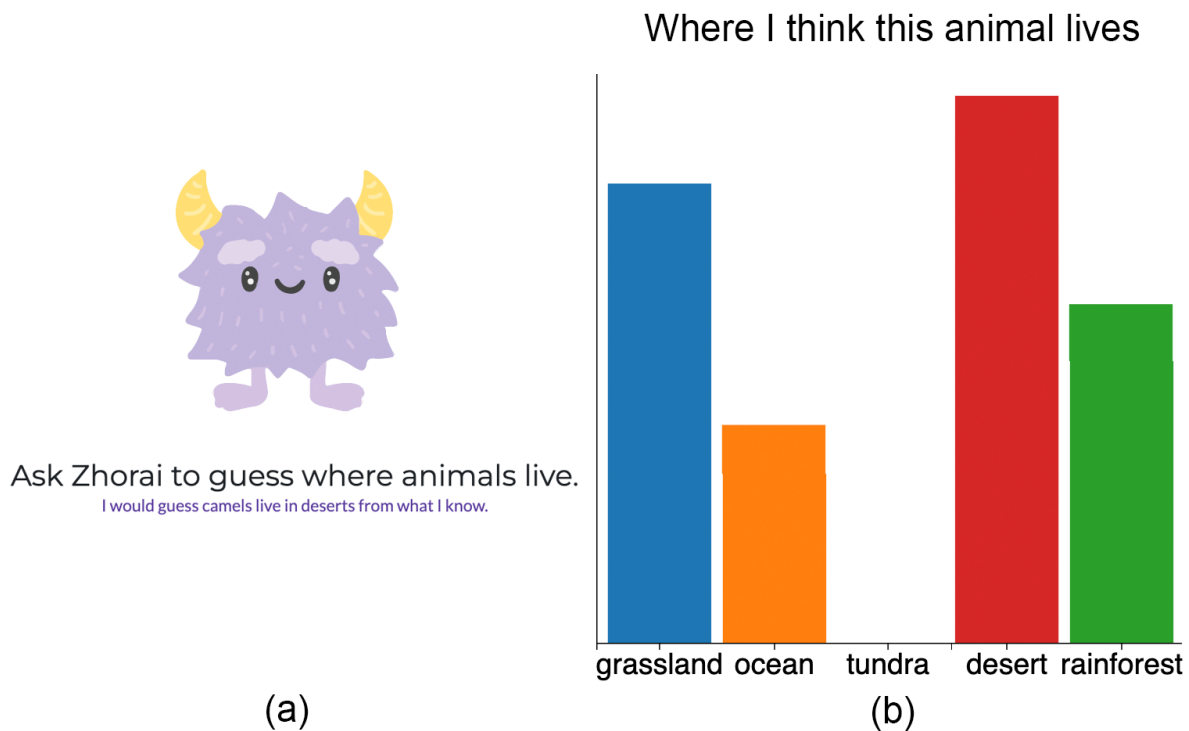 Where I think this animal lives
Ask Zhorai to guess where animals live.
I would guess camels live in deserts from what I know.
grassland ocean tundra desert rainforest
(a) (b)